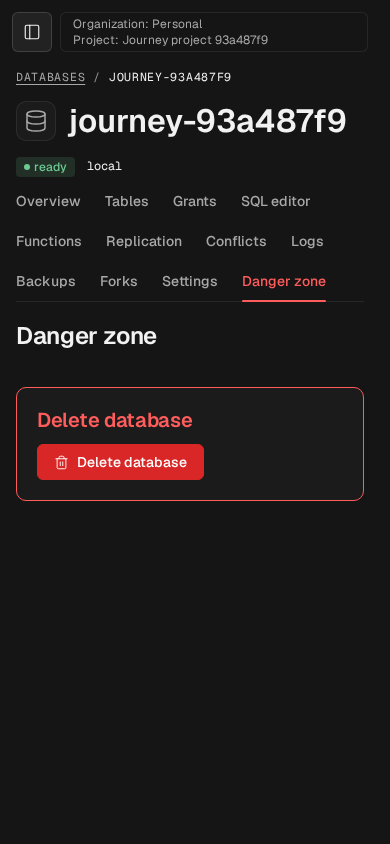 Organization: Personal
Project: Journey project 93a487f9
DATABASES / JOURNEY-93A487F9
journey-93a487f9
ready local
Overview Tables Grants SQL editor
Functions Replication Conflicts Logs
Backups Forks Settings Danger zone
Danger zone
Delete database
Delete database